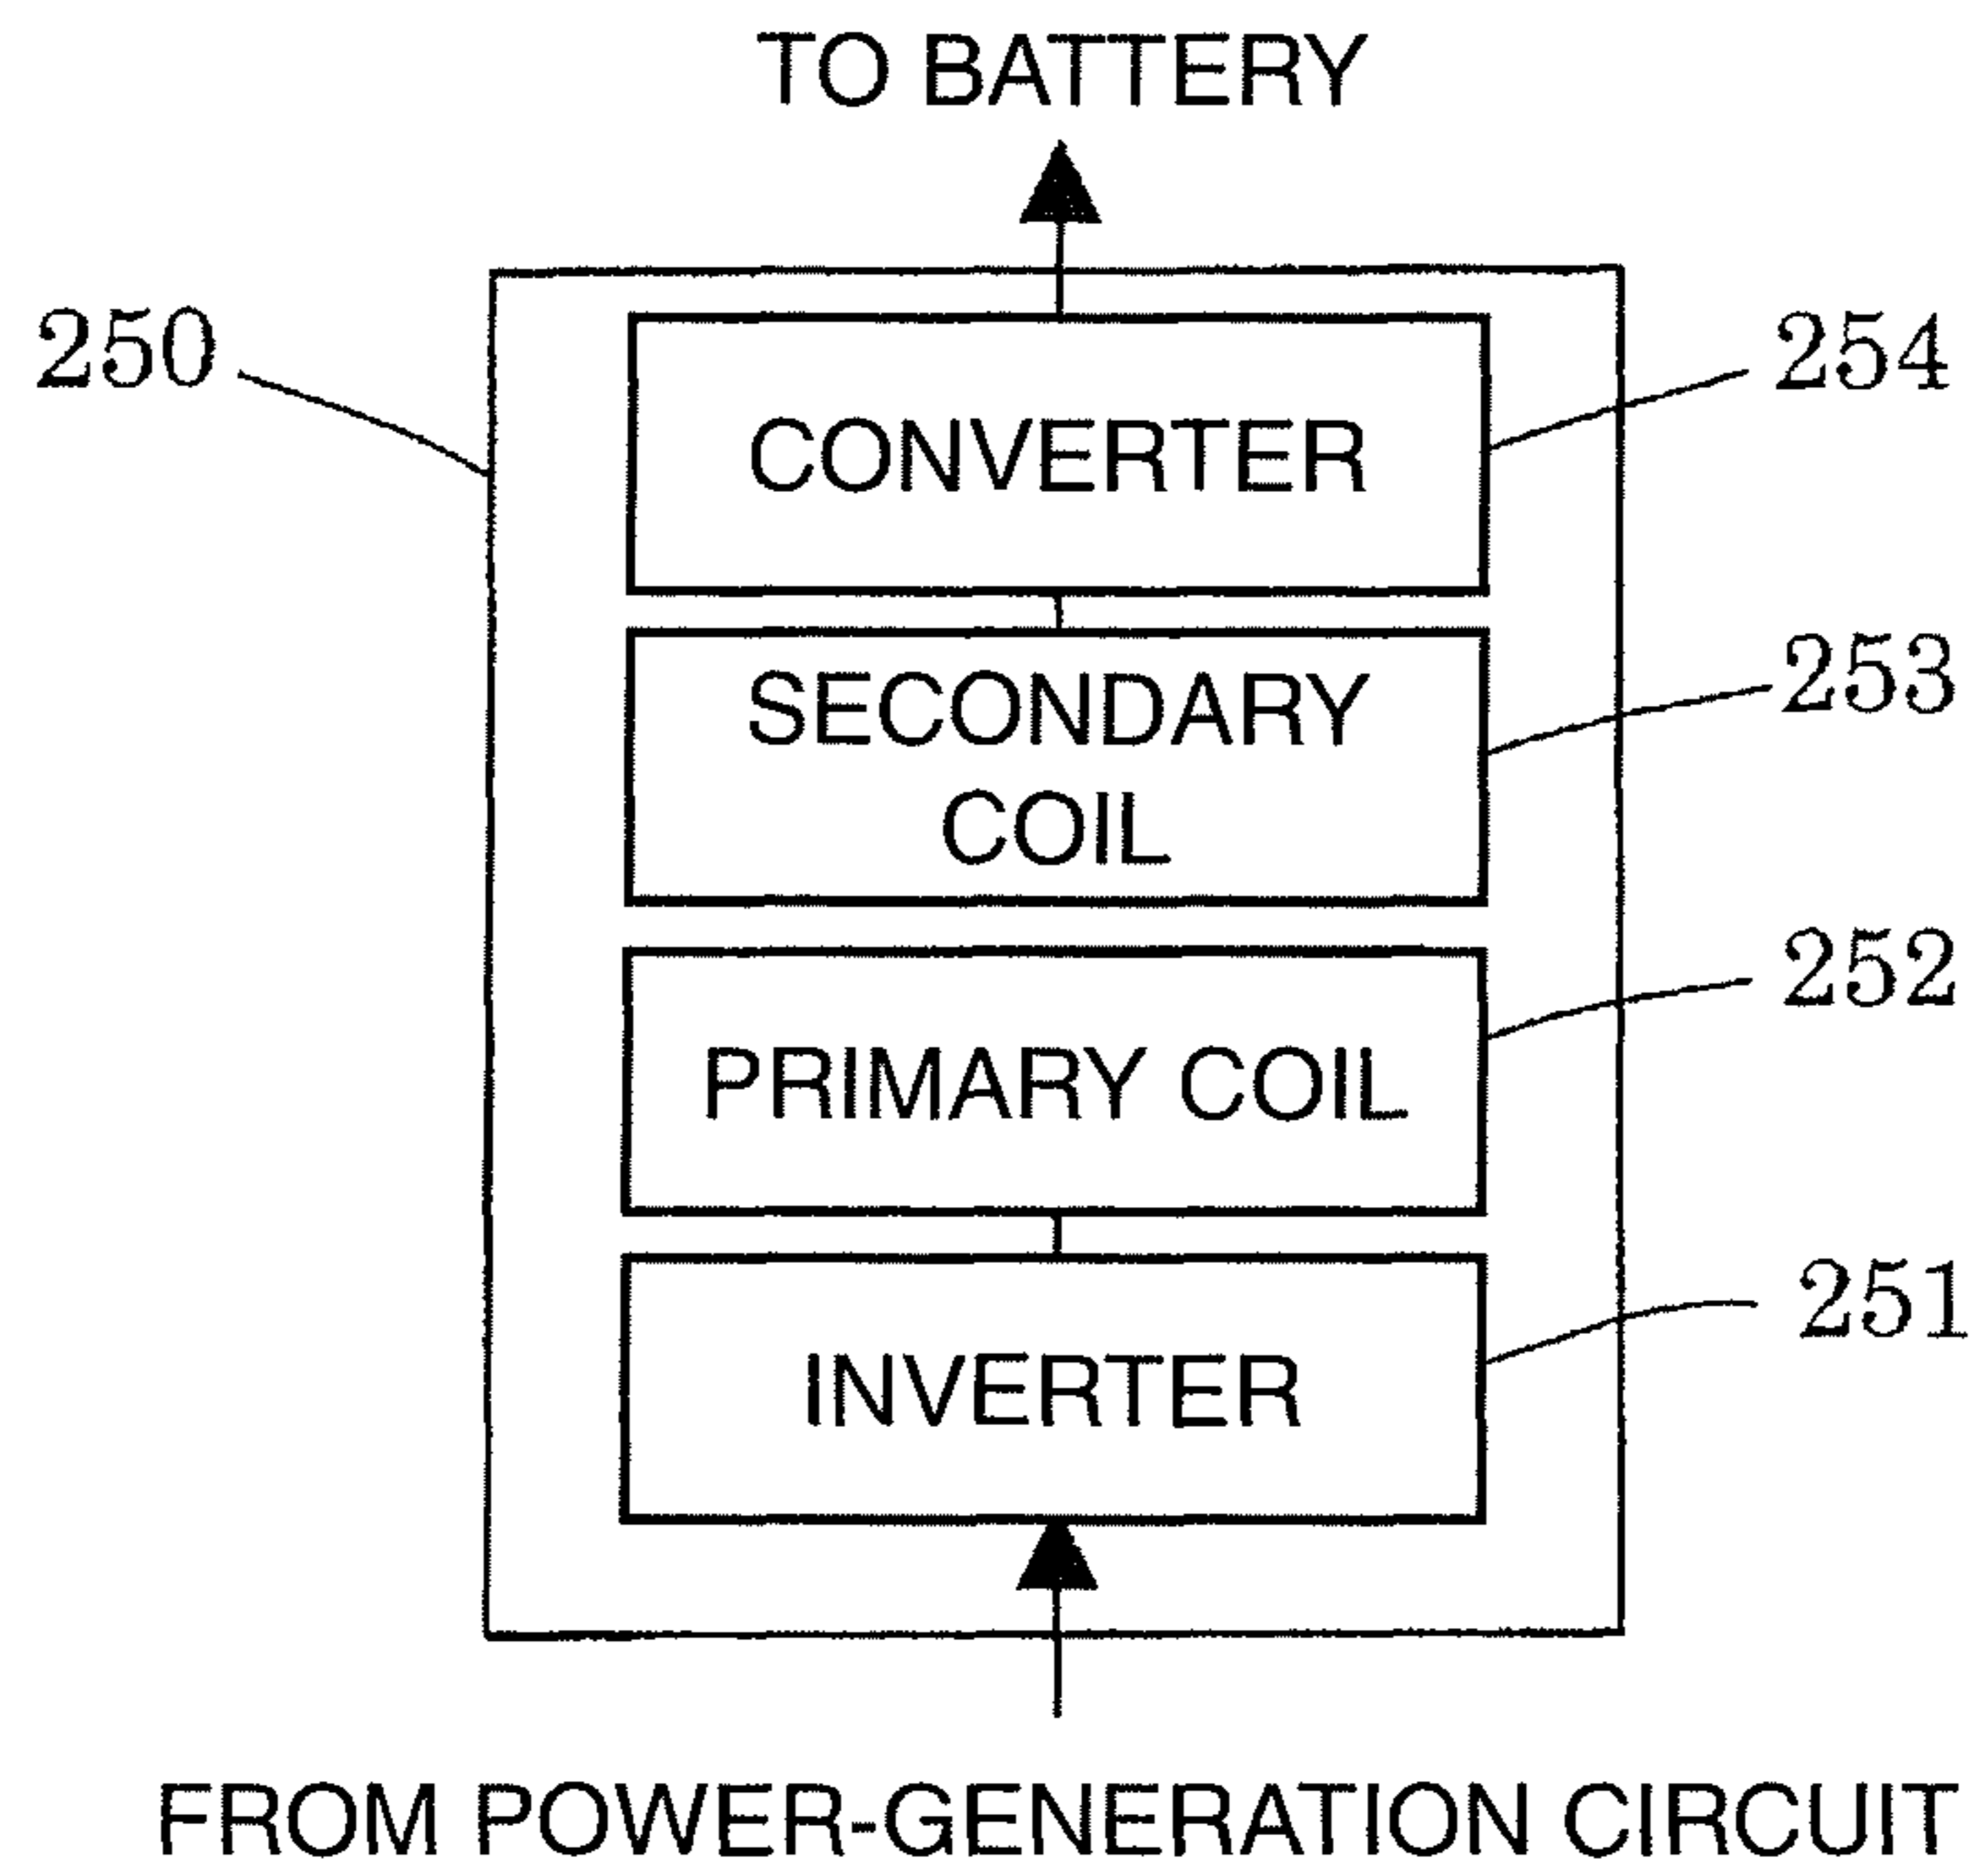 TO BATTERY
250
254
CONVERTER
253
SECONDARY
COIL
252
PRIMARY COIL
251
INVERTER
FROM POWER-GENERATION CIRCUIT